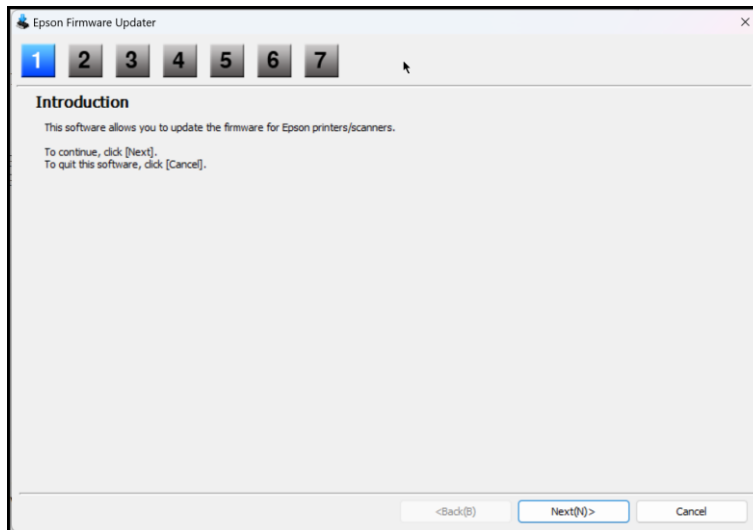 Epson Firmware Updater
1 2 3 4 5 6 7
Introduction
This software allows you to update the firmware for Epson printers/scanners.
To continue, click [Next].
To quit this software, click [Cancel].
<Back(B) Next(N)> Cancel